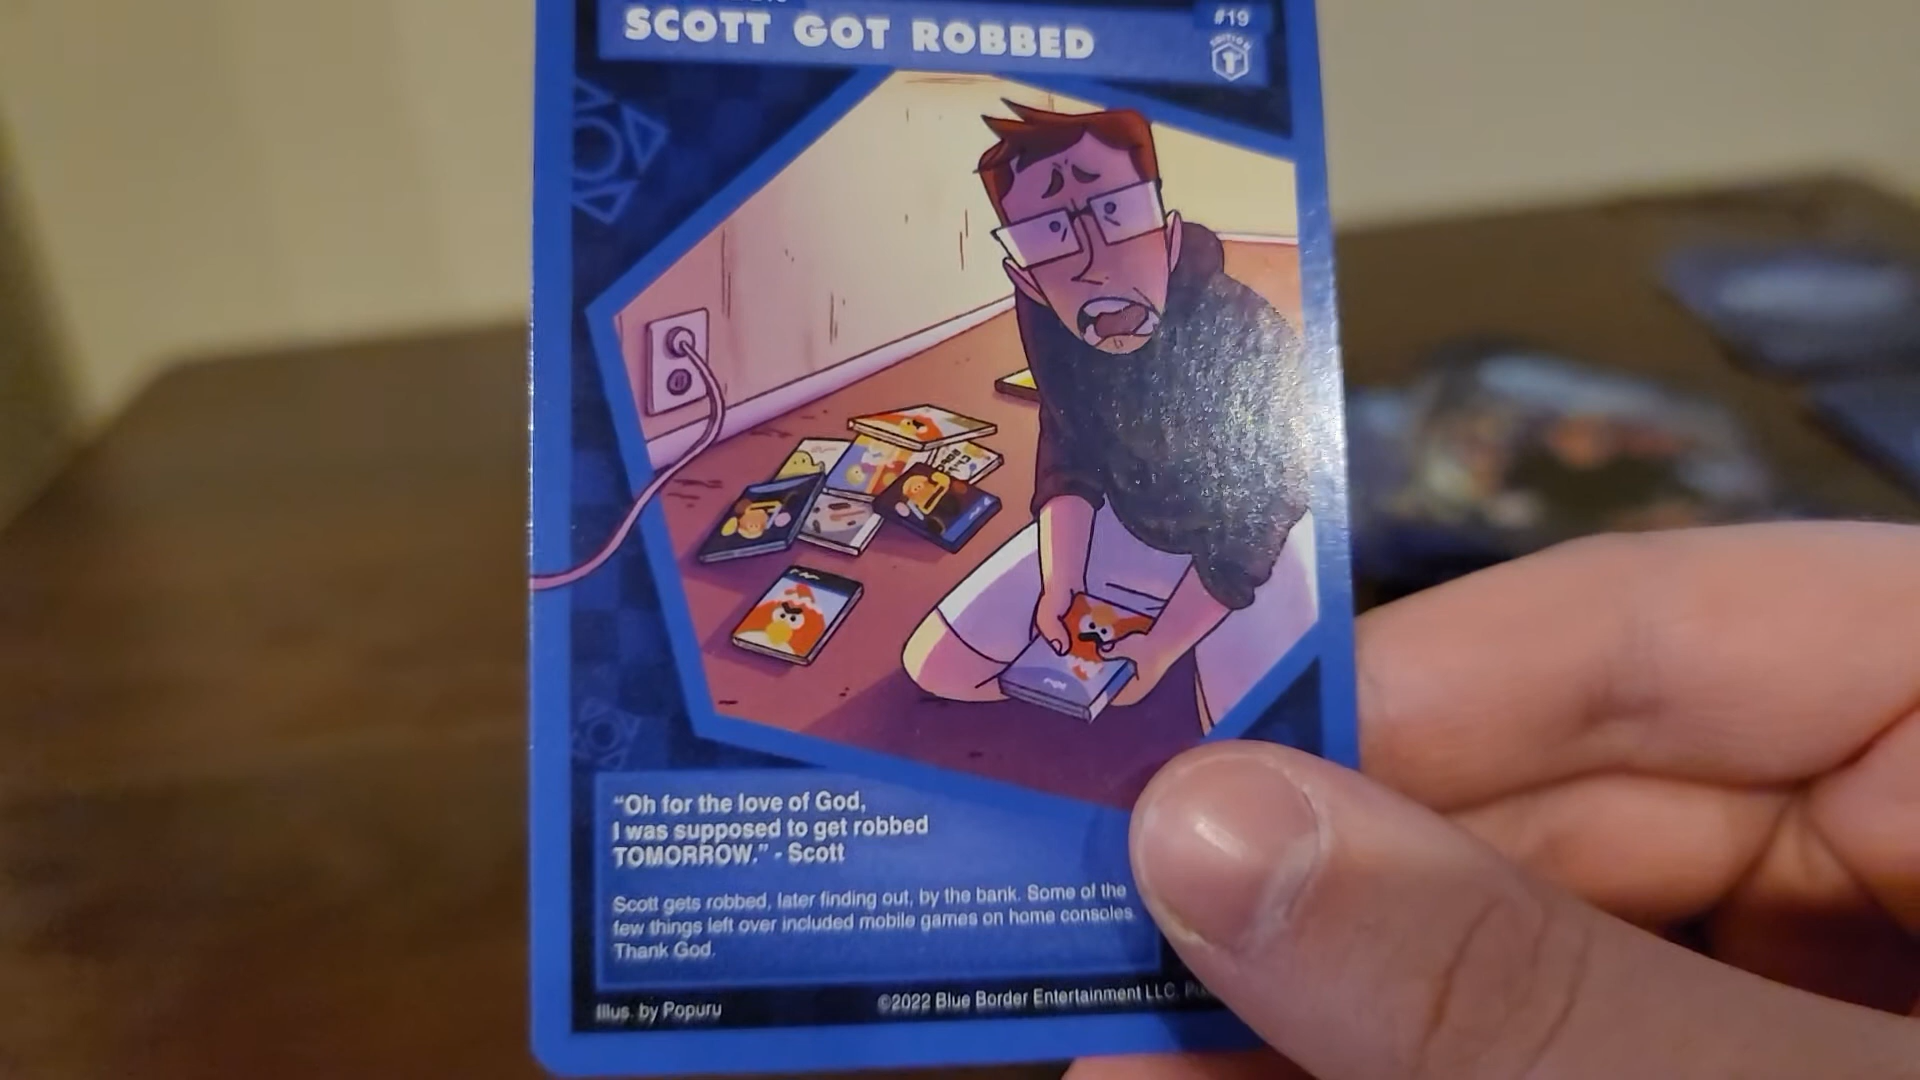 SCOTT GOT ROBBED
#19
EDITION
1st
"Oh for the love of God,
I was supposed to get robbed
TOMORROW." - Scott
Scott gets robbed, later finding out, by the bank. Some of the
few things left over included mobile games on home consoles.
Thank God.
Illus. by Popuru
©2022 Blue Border Entertainment LLC.